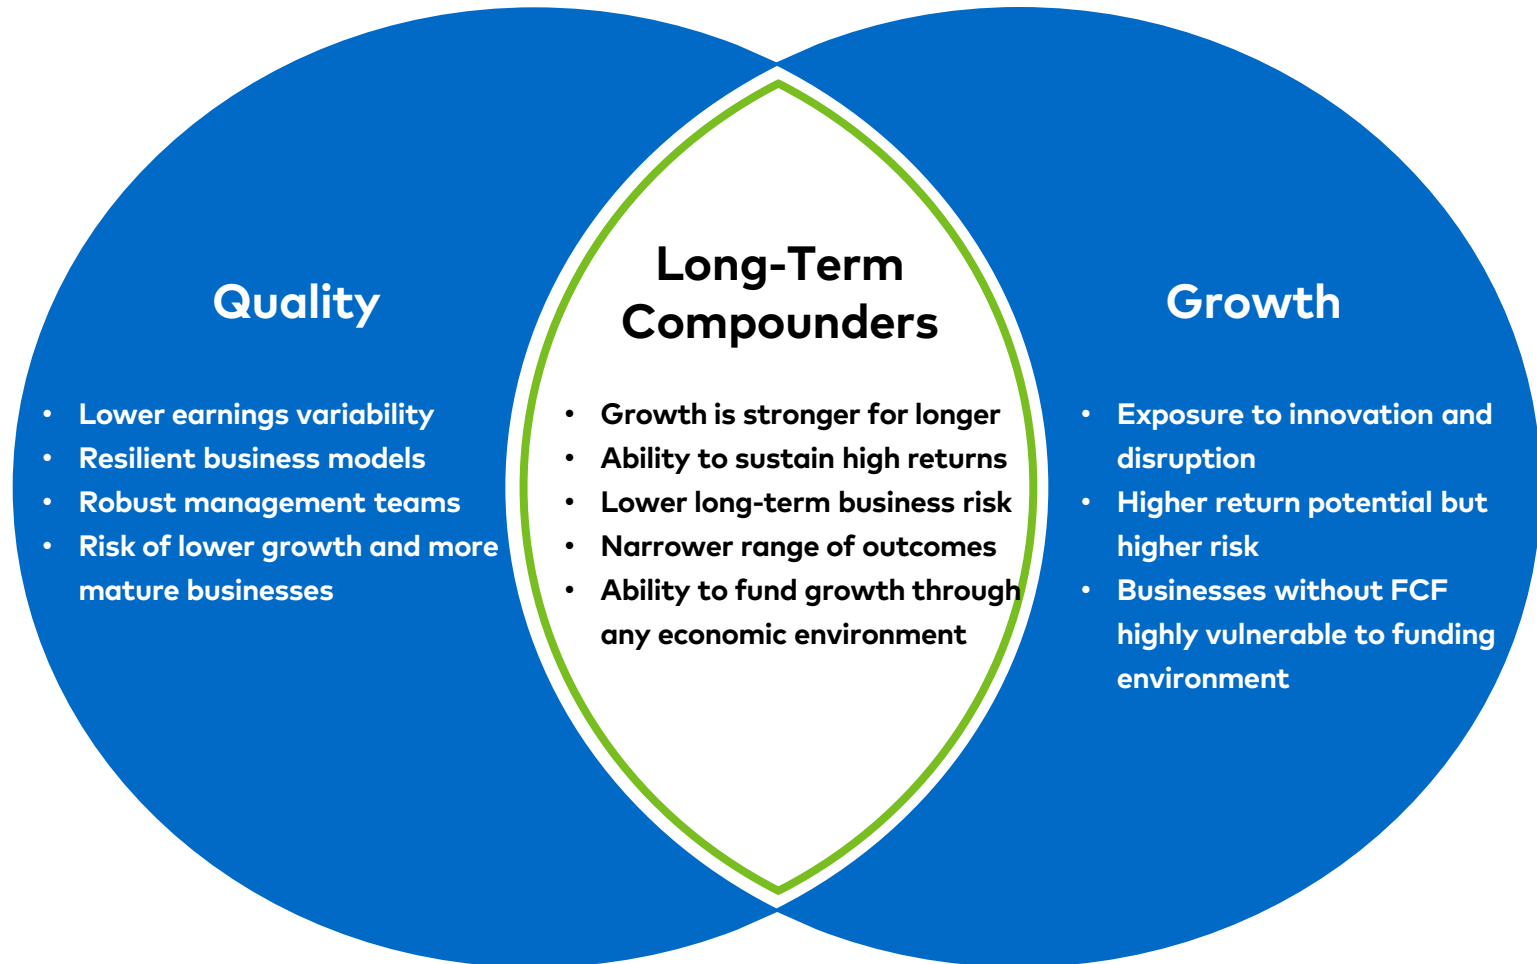 Quality
• Lower earnings variability
• Resilient business models
• Robust management teams
• Risk of lower growth and more
mature businesses
Long-Term
Compounders
• Growth is stronger for longer
• Ability to sustain high returns
• Lower long-term business risk
• Narrower range of outcomes
• Ability to fund growth through
any economic environment
Growth
• Exposure to innovation and
disruption
• Higher return potential but
higher risk
• Businesses without FCF
highly vulnerable to funding
environment